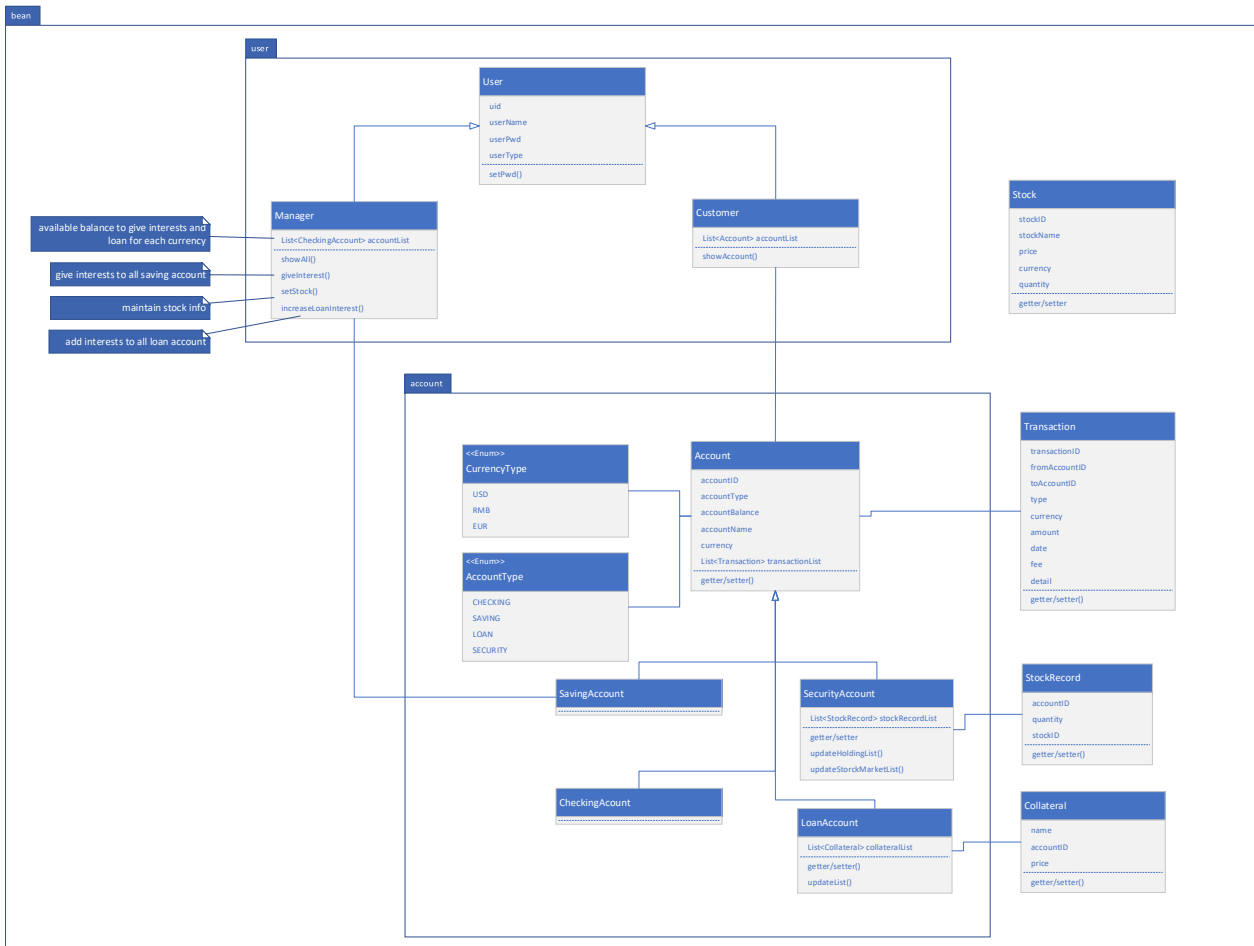 bean
user
User
uid
userName
userPwd
userType
setPwd()
Manager
List<CheckingAccount> accountList
showAll()
giveInterest()
setStock()
increaseLoanInterest()
available balance to give interests and
loan for each currency
give interests to all saving account
maintain stock info
add interests to all loan account
Customer
List<Account> accountList
showAccount()
Stock
stockID
stockName
price
currency
quantity
getter/setter
account
<<Enum>>
CurrencyType
USD
RMB
EUR
<<Enum>>
AccountType
CHECKING
SAVING
LOAN
SECURITY
Account
accountID
accountType
accountBalance
accountName
currency
List<Transaction> transactionList
getter/setter()
Transaction
transactionID
fromAccountID
toAccountID
type
currency
amount
date
fee
detail
getter/setter()
SavingAccount
SecurityAccount
List<StockRecord> stockRecordList
getter/setter
updateHoldingList()
updateStorckMarketList()
StockRecord
accountID
quantity
stockID
getter/setter()
CheckingAcount
LoanAccount
List<Collateral> collateralList
getter/setter()
updateList()
Collateral
name
accountID
price
getter/setter()